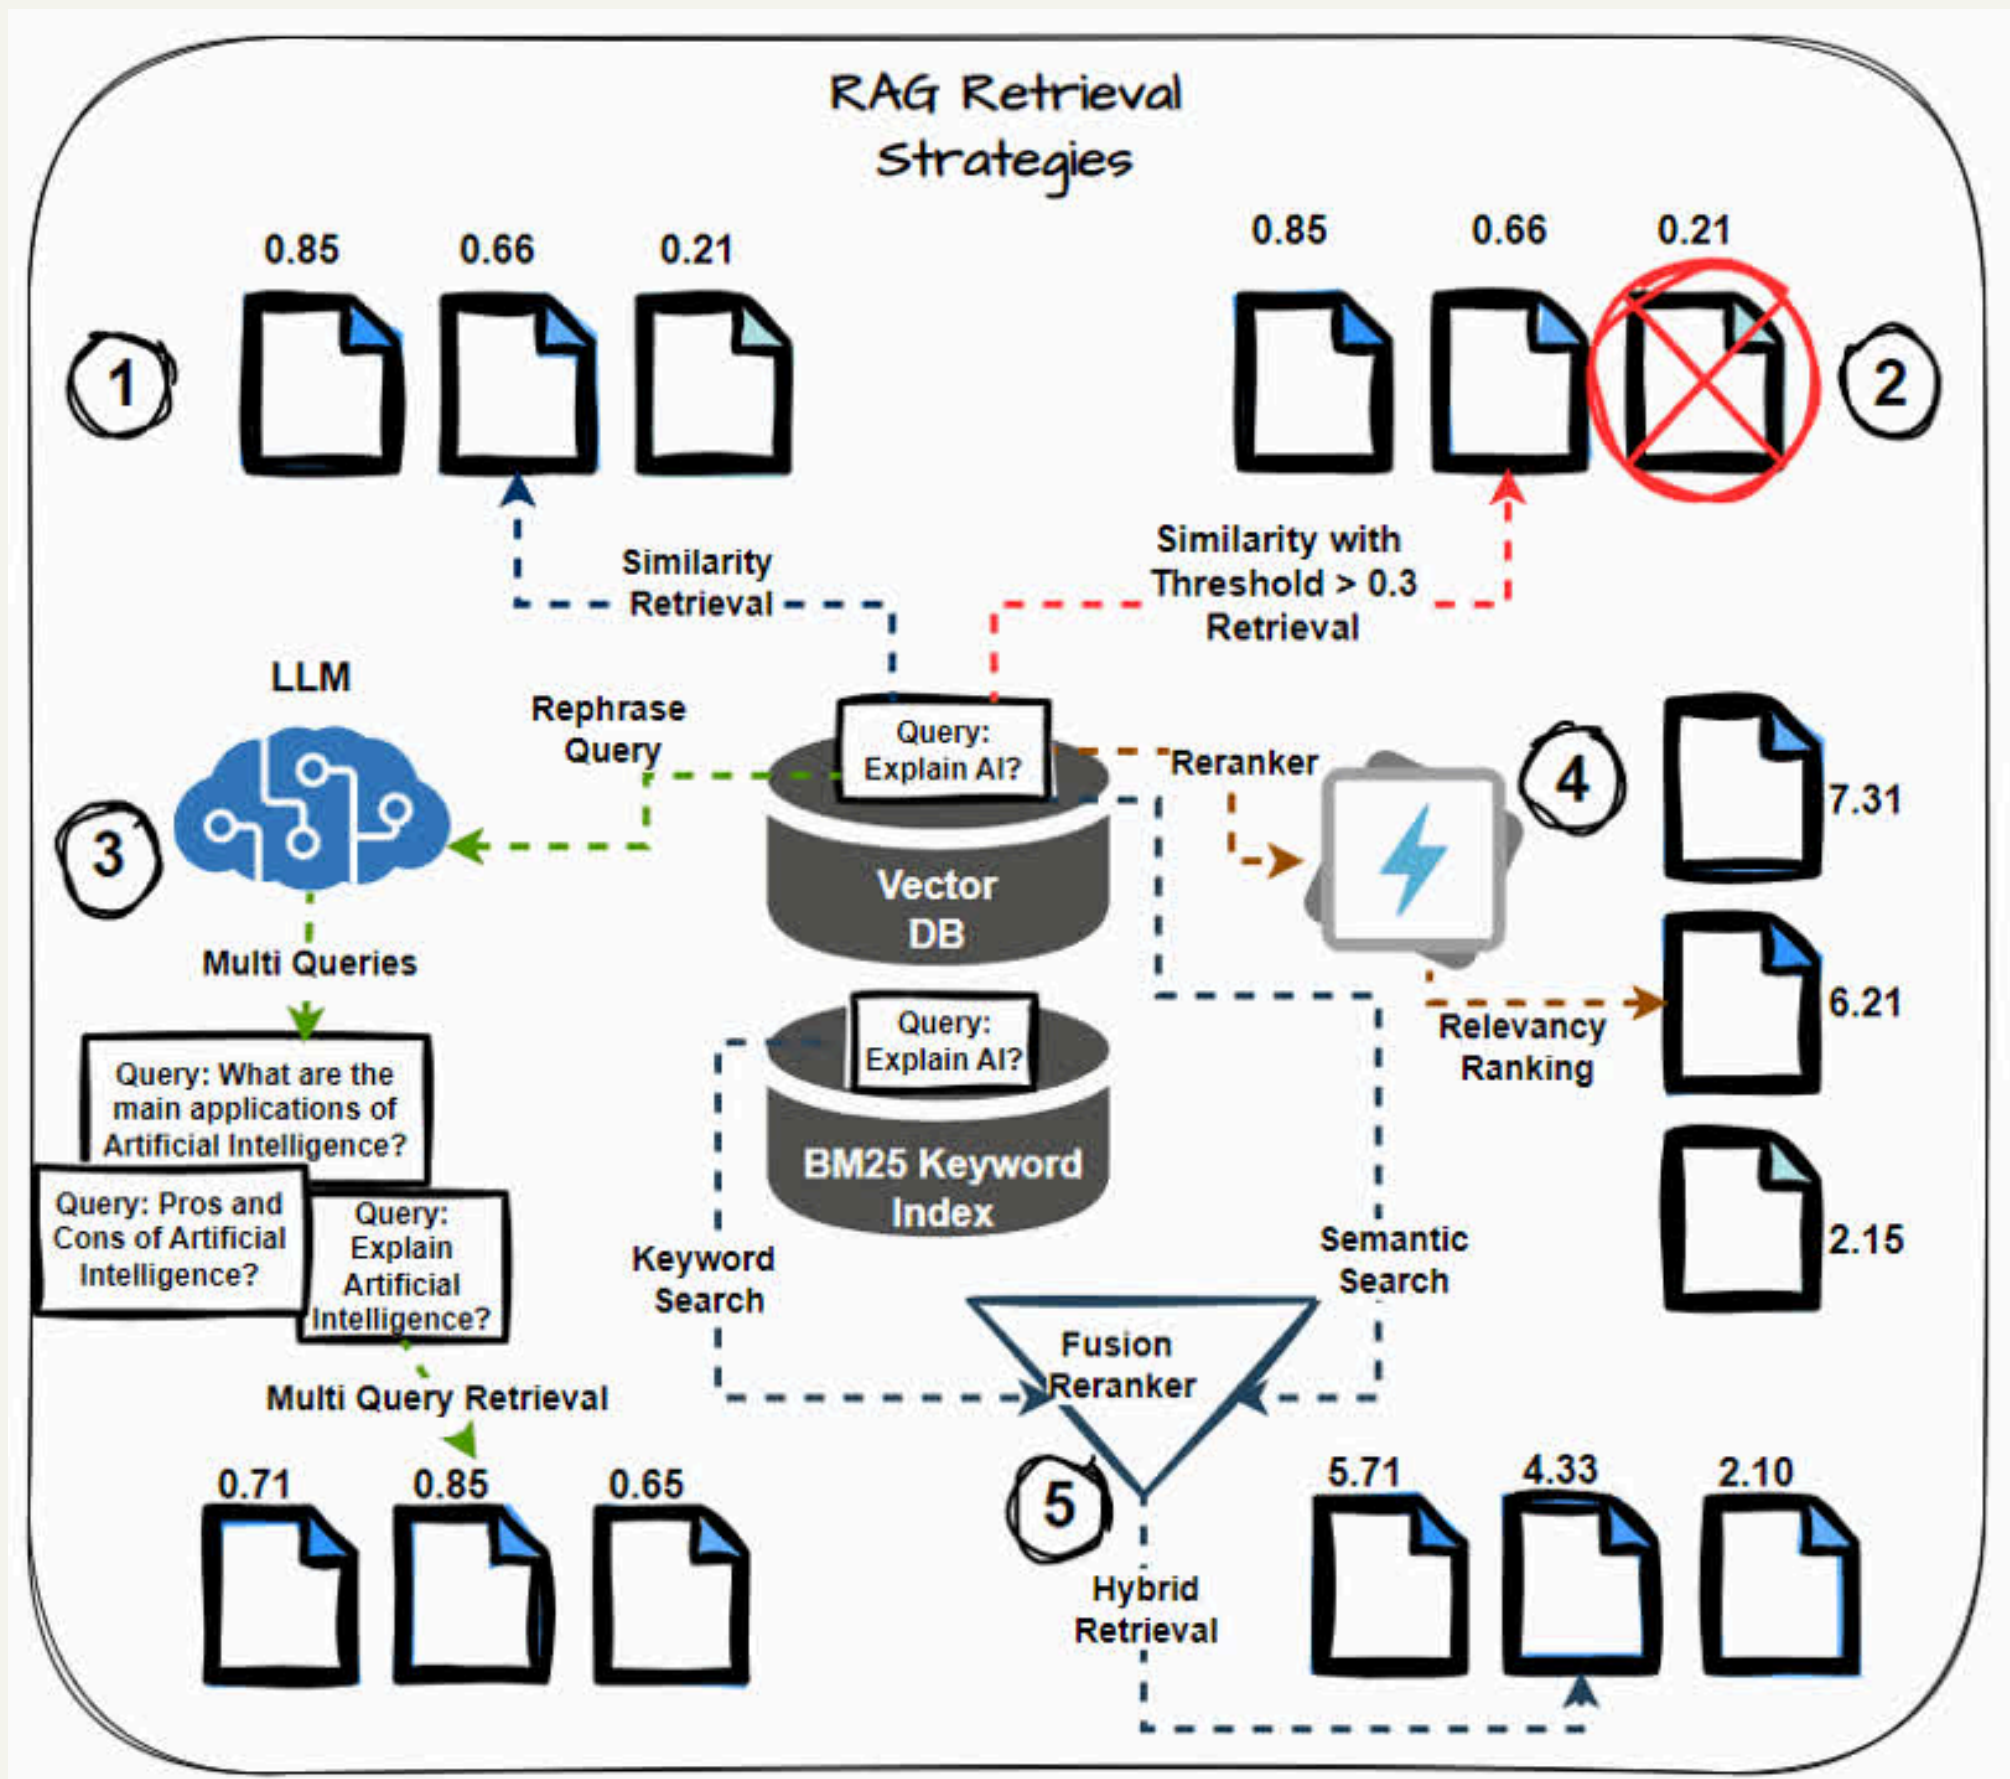 RAG Retrieval
Strategies
0.85
0.66
0.21
1
0.85
0.66
0.21
2
Similarity
Retrieval
Similarity with
Threshold > 0.3
Retrieval
LLM
Rephrase
Query
3
Query:
Explain AI?
Vector
DB
Reranker
4
7.31
6.21
2.15
Relevancy
Ranking
Multi Queries
Query: What are the
main applications of
Artificial Intelligence?
Query: Pros and
Cons of Artificial
Intelligence?
Query:
Explain
Artificial
Intelligence?
Multi Query Retrieval
0.71
0.85
0.65
Query:
Explain AI?
BM25 Keyword
Index
Keyword
Search
Semantic
Search
Fusion
Reranker
5
Hybrid
Retrieval
5.71
4.33
2.10